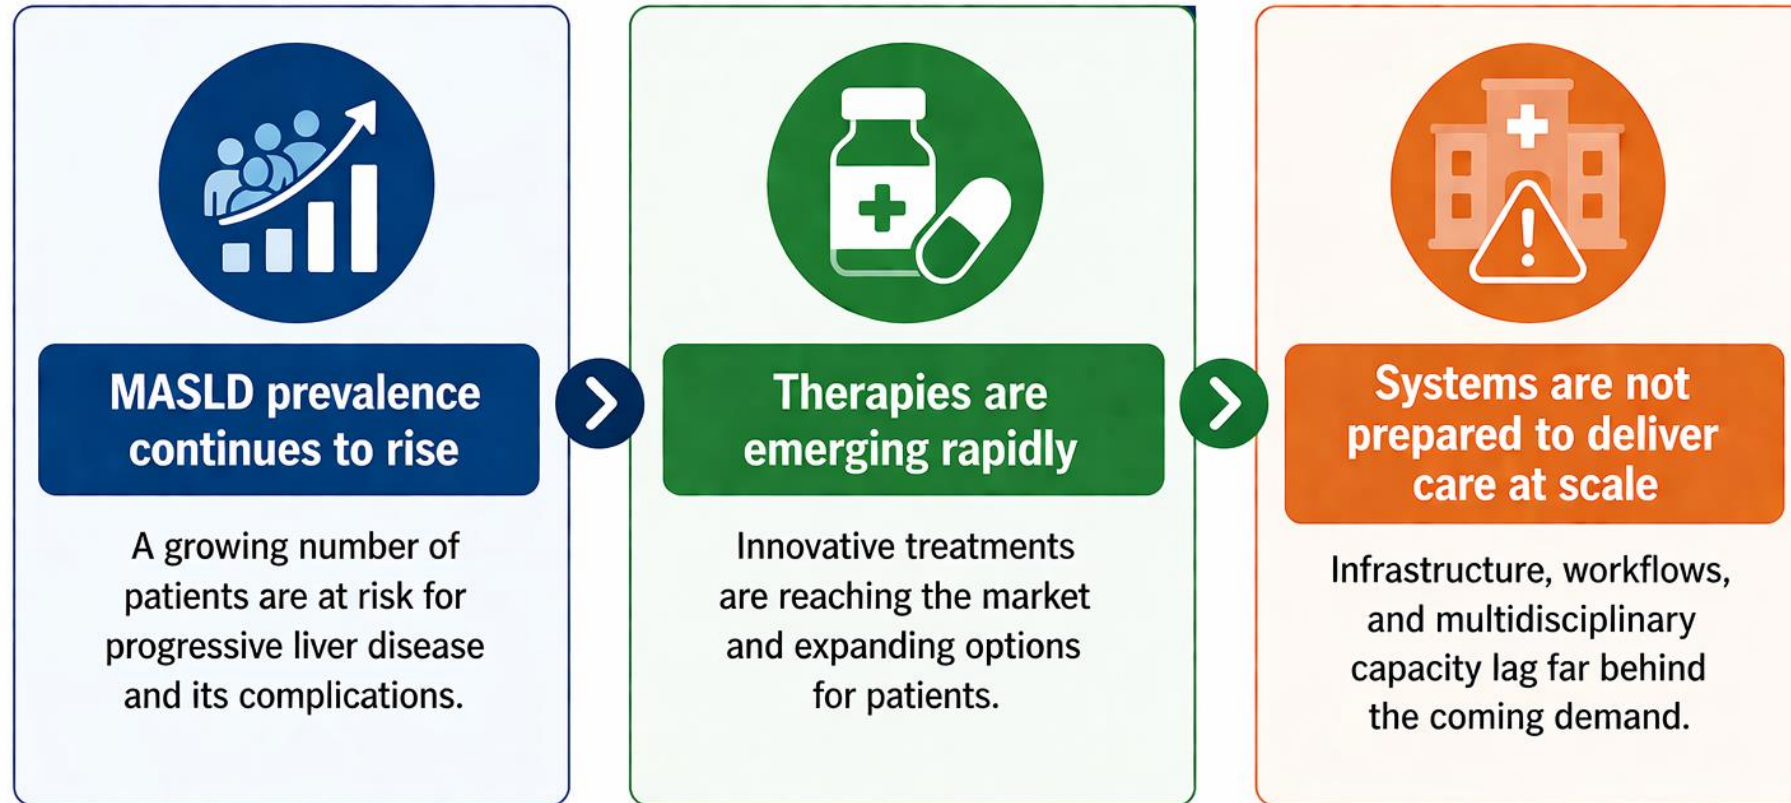 MASLD prevalence
continues to rise
A growing number of
patients are at risk for
progressive liver disease
and its complications.
Therapies are
emerging rapidly
Innovative treatments
are reaching the market
and expanding options
for patients.
Systems are not
prepared to deliver
care at scale
Infrastructure, workflows,
and multidisciplinary
capacity lag far behind
the coming demand.